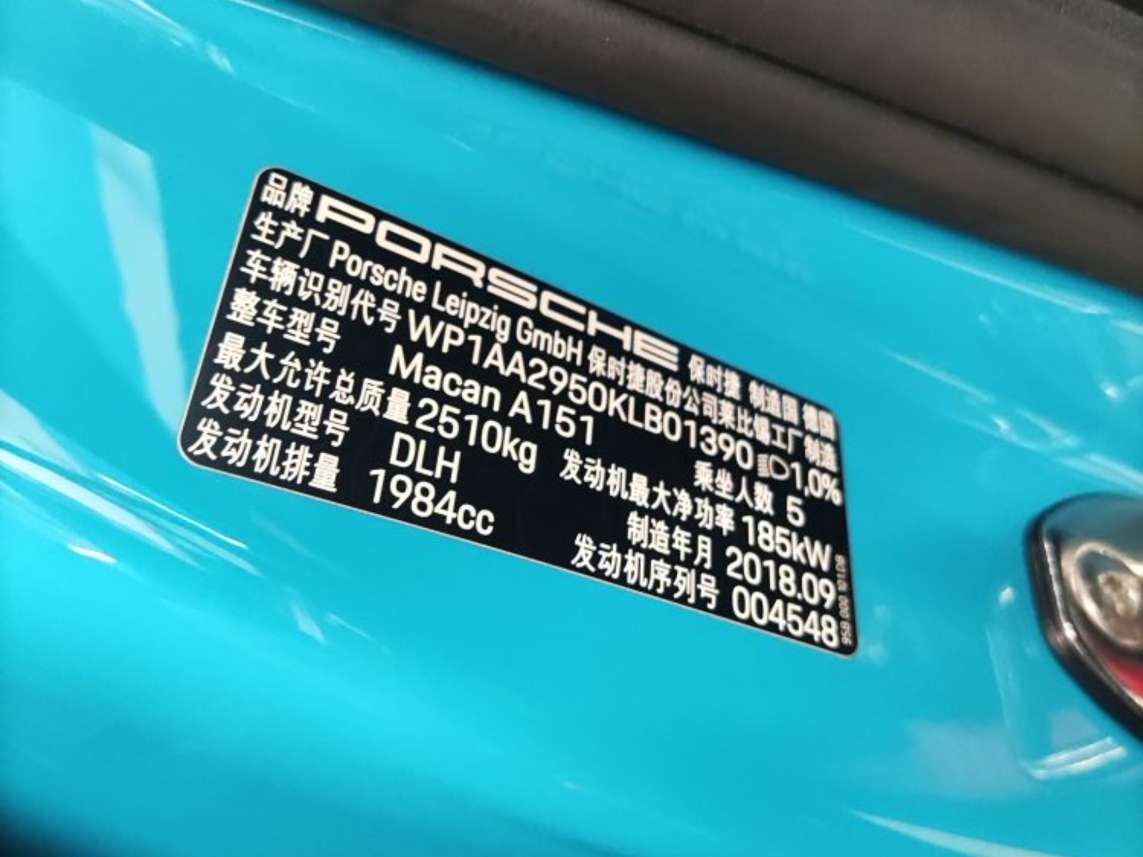 品牌 PORSCHE 保时捷 制造国 德国
生产厂 Porsche Leipzig GmbH 保时捷股份公司莱比锡工厂制造
车辆识别代号 WP1AA2950KLB01390 1,0%
整车型号 Macan A151 乘坐人数 5
最大允许总质量 2510kg 发动机最大净功率 185kW
发动机型号 DLH 制造年月 2018.09
发动机排量 1984cc 发动机序列号 004548
95B 000 101 09